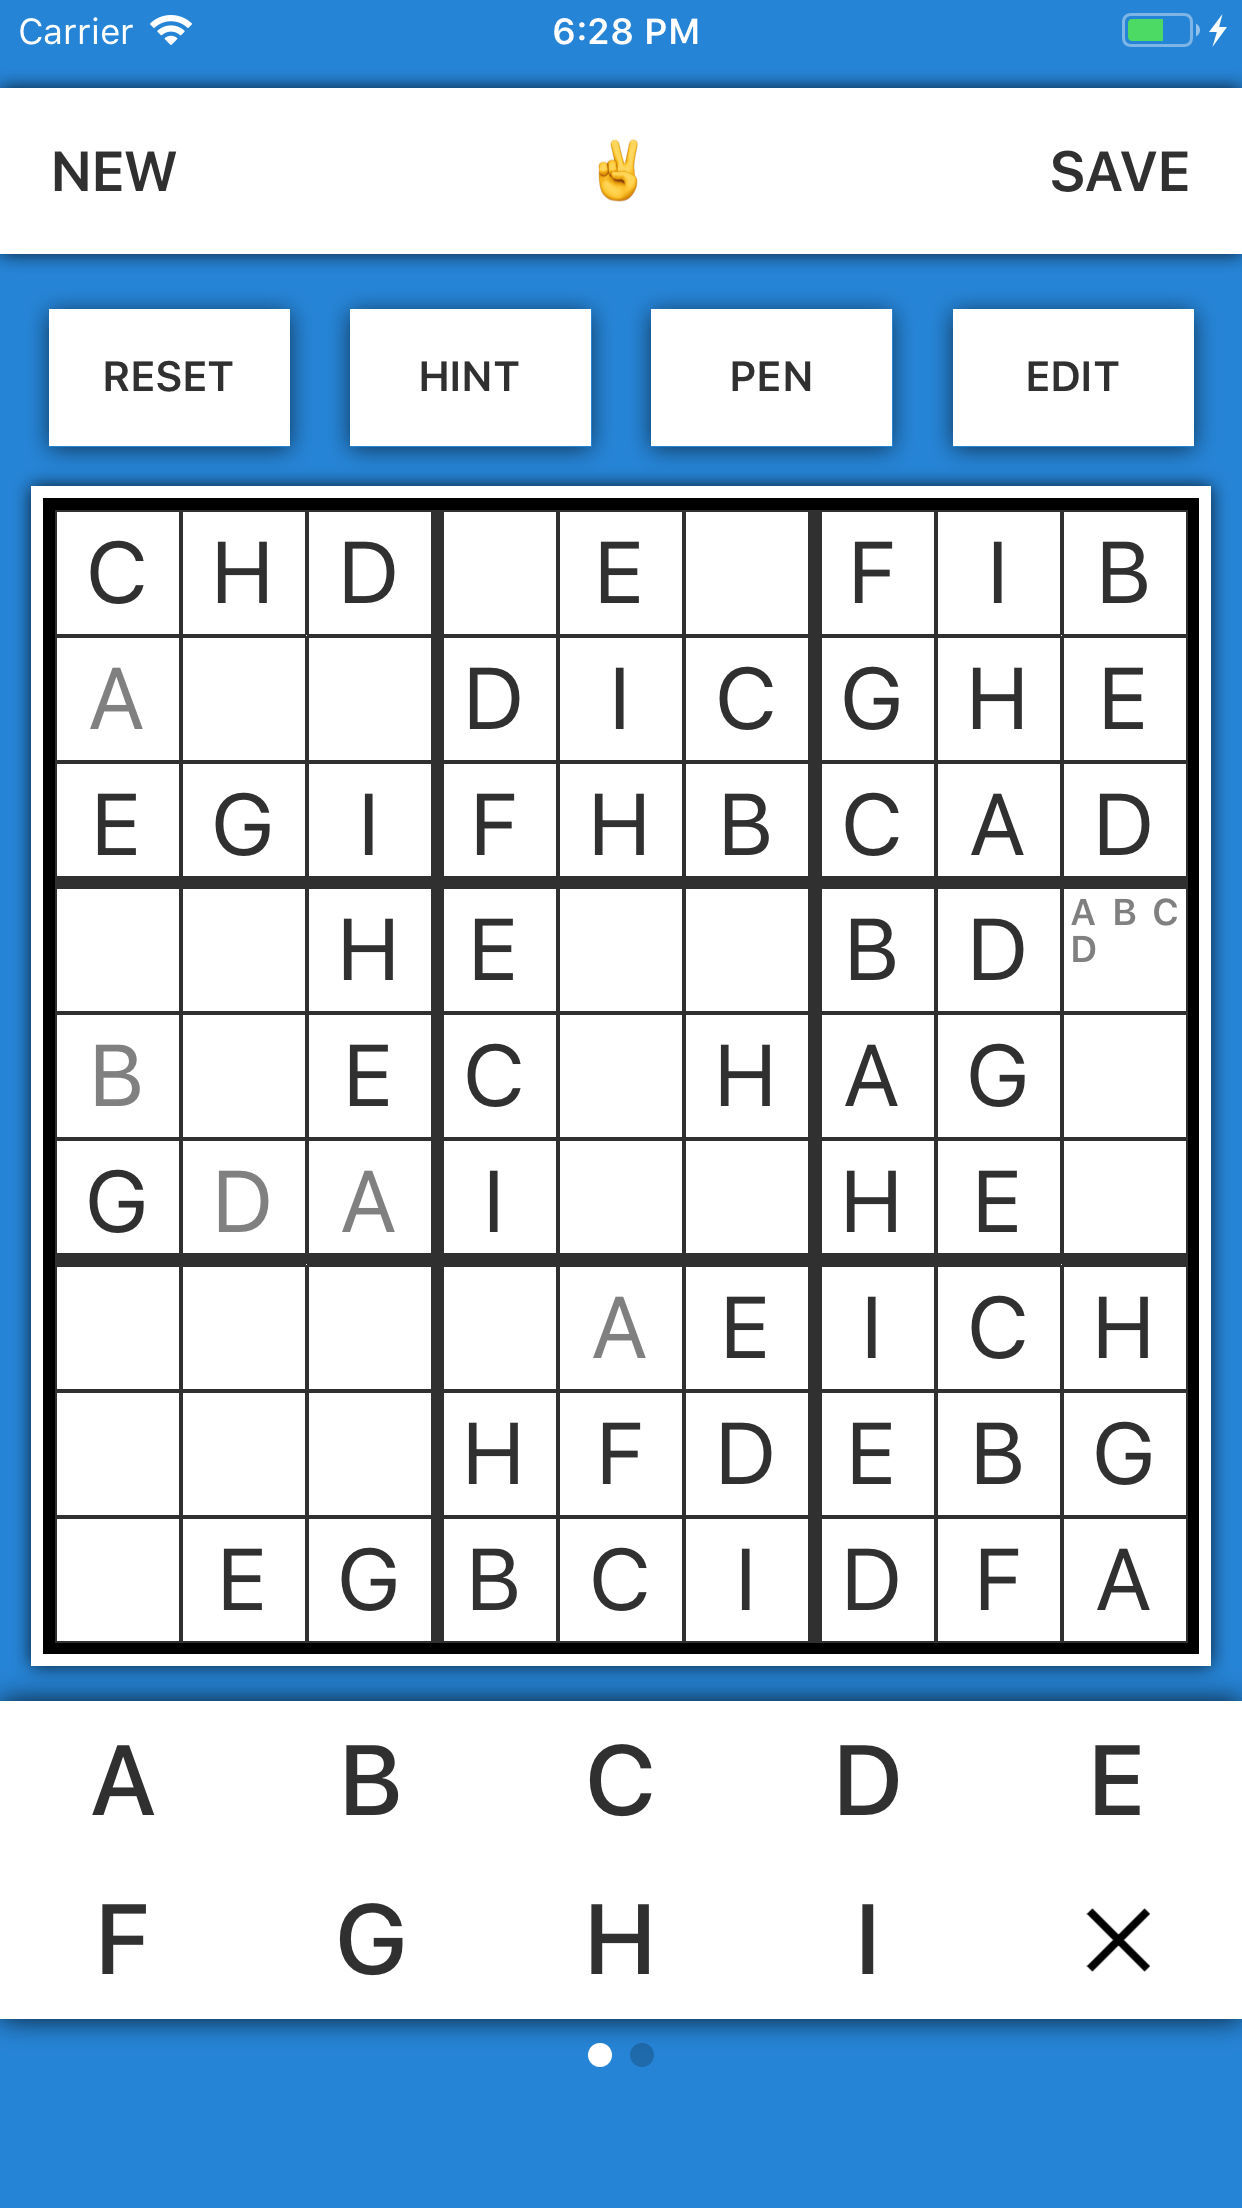 Carrier 6:28 PM
NEW ✌️ SAVE
RESET HINT PEN EDIT
C H D E F I B
A D I C G H E
E G I F H B C A D
H E B D A B C
D
B E C H A G
G D A I H E
A E I C H
H F D E B G
E G B C I D F A
A B C D E
F G H I ×